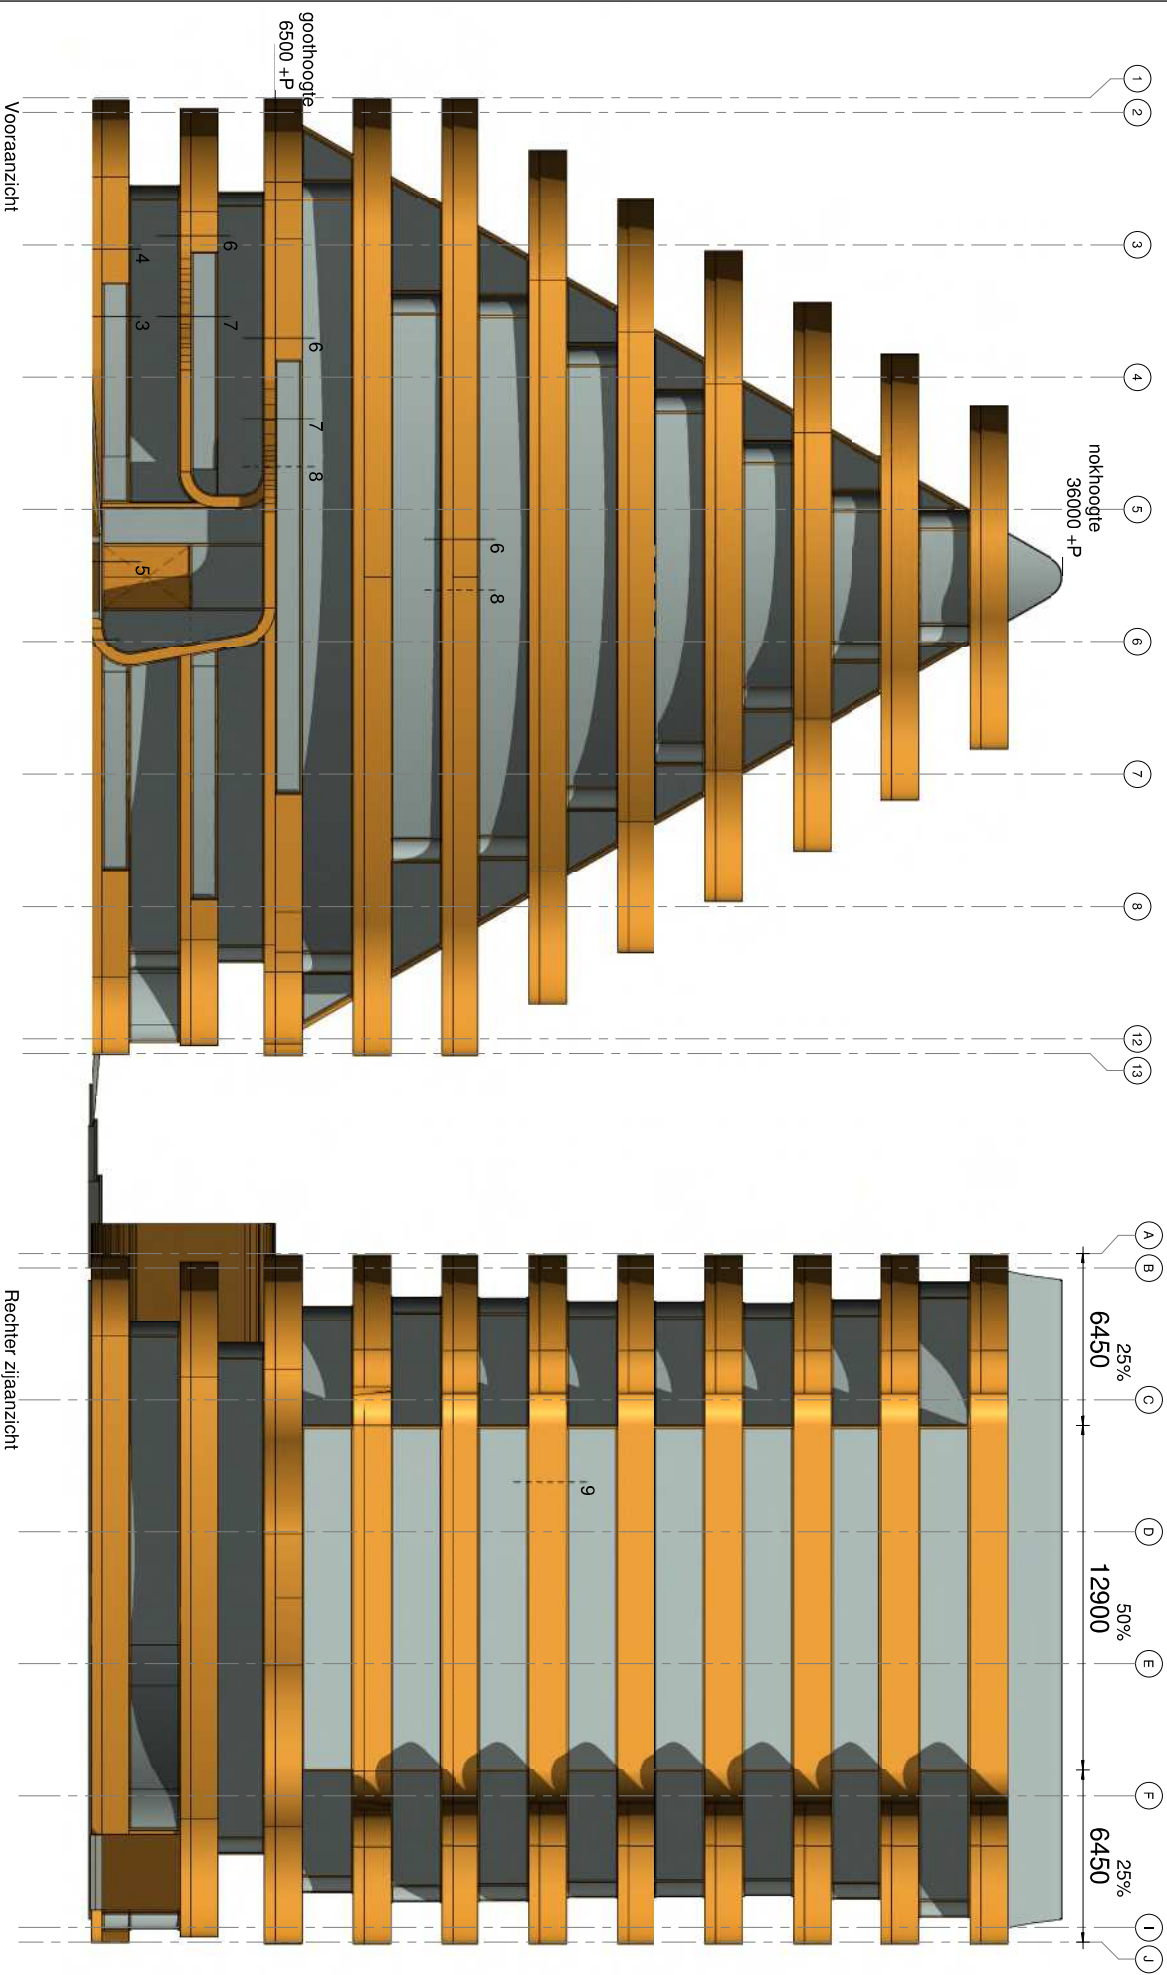 1
2
3
4
5
6
7
8
12
13
goothoogte
6500 +P
nokhoogte
36000 +P
4
3
6
7
6
7
8
6
8
5
Vooraanzicht
A
B
C
D
E
F
I
J
25%
6450
50%
12900
25%
6450
9
Rechter zijaanzicht